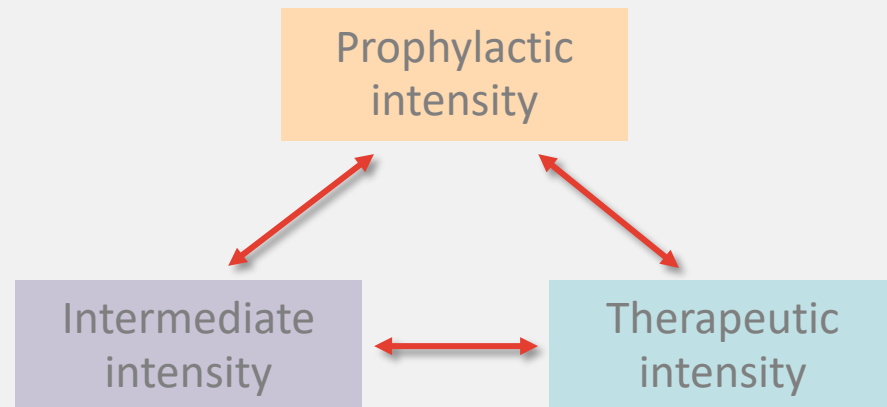 Prophylactic
intensity
Intermediate
intensity
Therapeutic
intensity